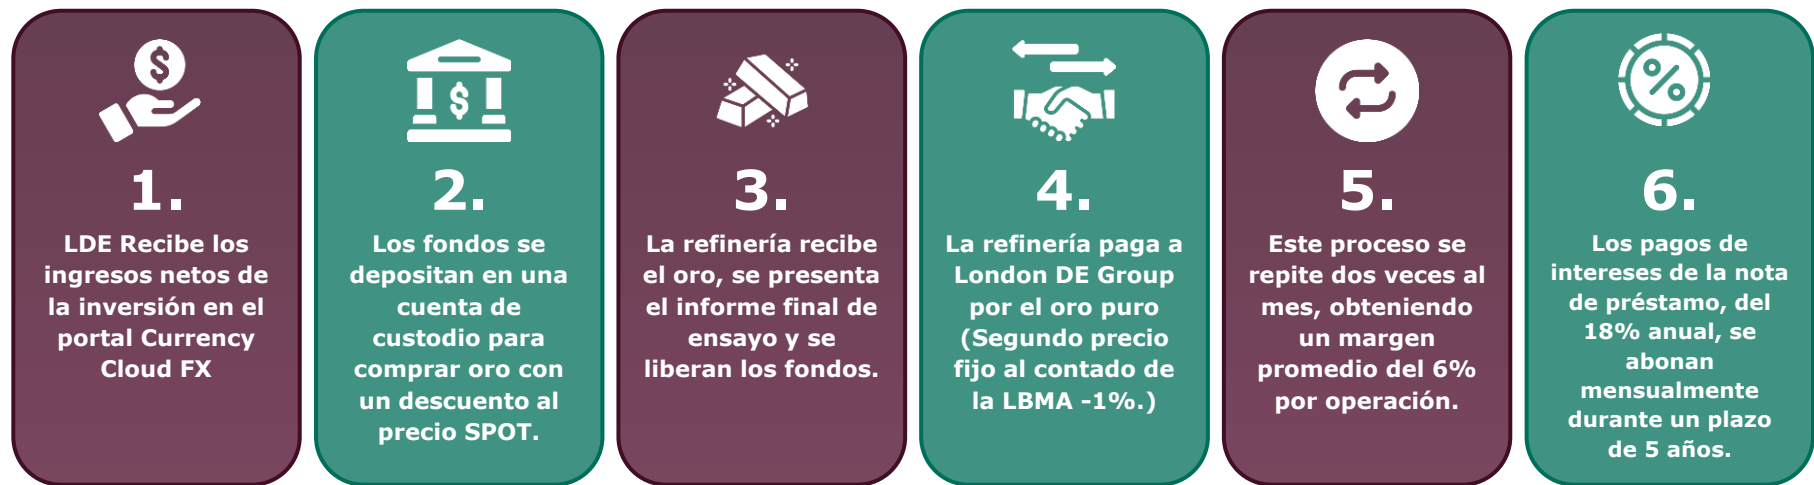 1.
LDE Recibe los
ingresos netos de
la inversión en el
portal Currency
Cloud FX
2.
Los fondos se
depositan en una
cuenta de
custodio para
comprar oro con
un descuento al
precio SPOT.
3.
La refinería recibe
el oro, se presenta
el informe final de
ensayo y se
liberan los fondos.
4.
La refinería paga a
London DE Group
por el oro puro
(Segundo precio
fijo al contado de
la LBMA -1%.)
5.
Este proceso se
repite dos veces al
mes, obteniendo
un margen
promedio del 6%
por operación.
6.
Los pagos de
intereses de la nota
de préstamo, del
18% anual, se
abonan
mensualmente
durante un plazo
de 5 años.